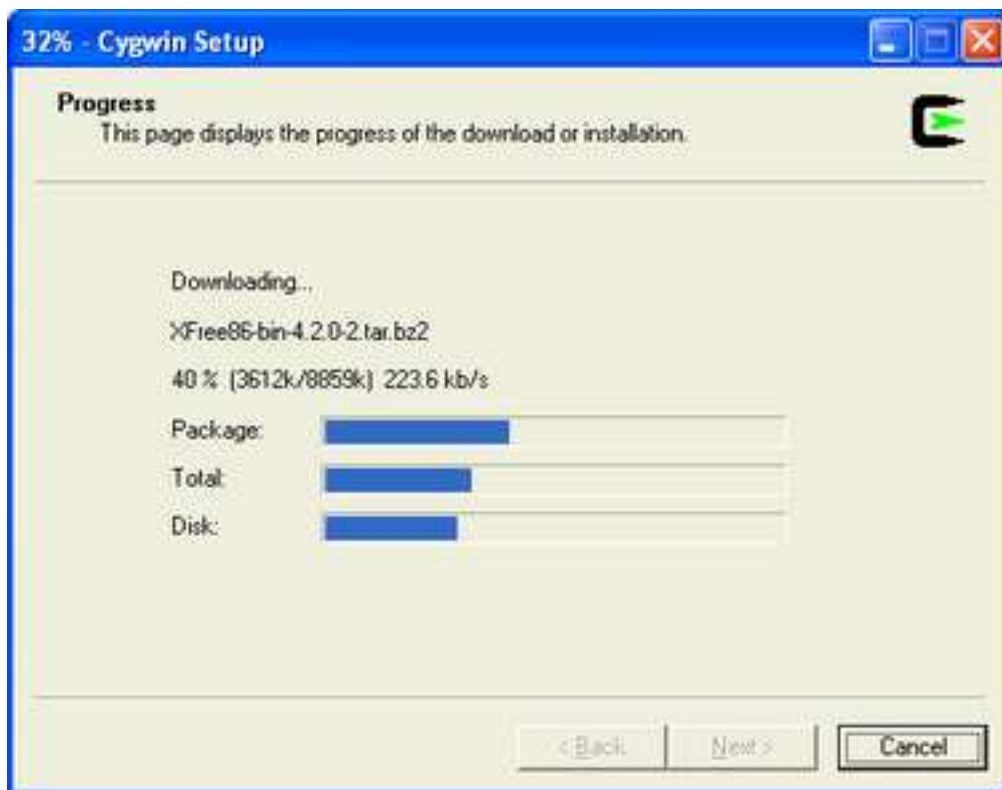 32% - Cygwin Setup
Progress
This page displays the progress of the download or installation.
Downloading...
XFree86-bin-4.2.0-2.tar.bz2
40 % (3612k/8859k) 223.6 kb/s
Package:
Total:
Disk:
< Back
Next >
Cancel